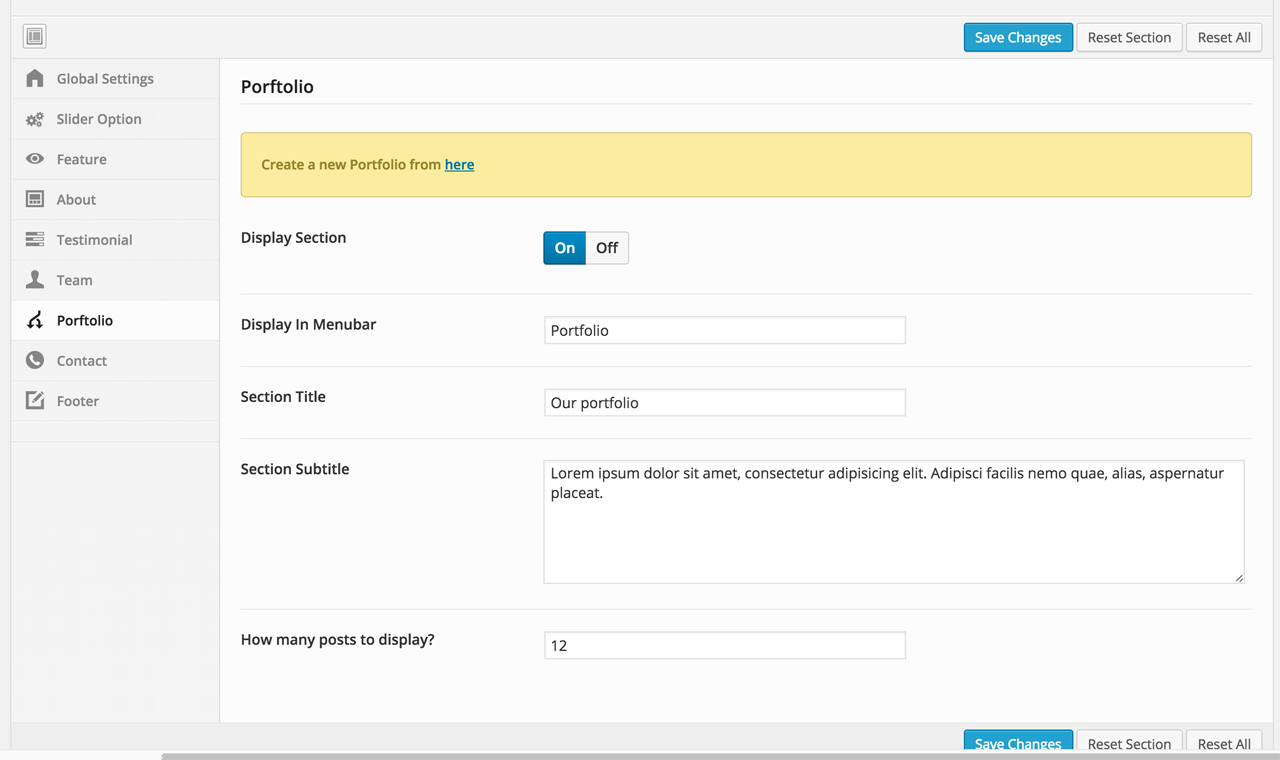 Save Changes Reset Section Reset All
Global Settings
Slider Option
Feature
About
Testimonial
Team
Porftolio
Contact
Footer
Porftolio
Create a new Portfolio from here
Display Section
On Off
Display In Menubar
Portfolio
Section Title
Our portfolio
Section Subtitle
Lorem ipsum dolor sit amet, consectetur adipisicing elit. Adipisci facilis nemo quae, alias, aspernatur
placeat.
How many posts to display?
12
Save Changes Reset Section Reset All